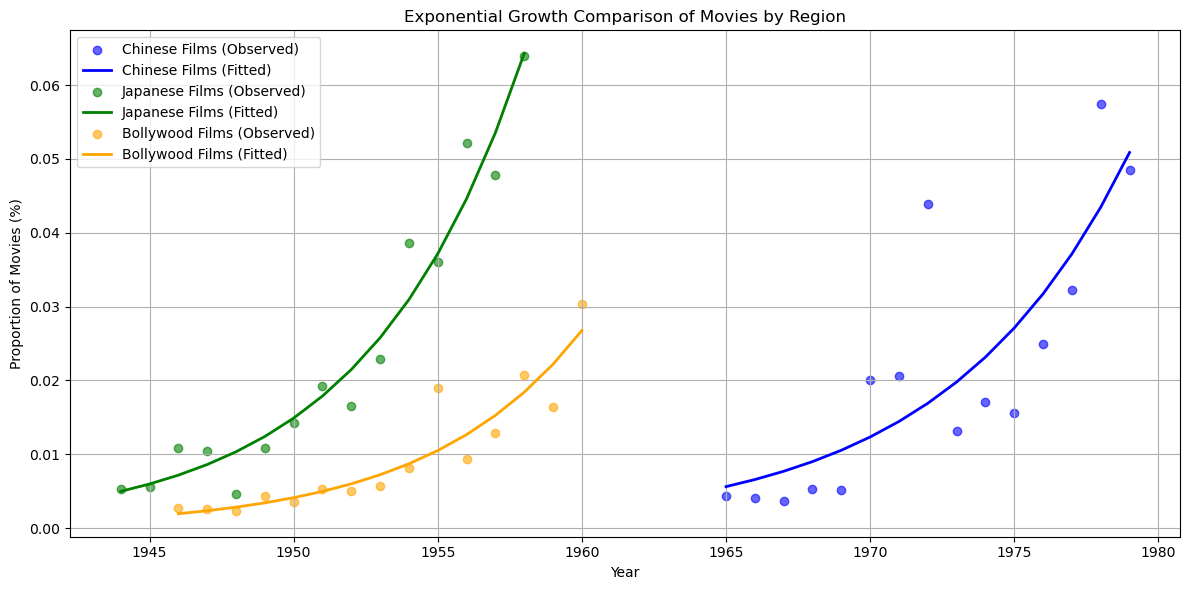 Exponential Growth Comparison of Movies by Region
Chinese Films (Observed)
Chinese Films (Fitted)
Japanese Films (Observed)
Japanese Films (Fitted)
Bollywood Films (Observed)
Bollywood Films (Fitted)
Proportion of Movies (%)
0.06
0.05
0.04
0.03
0.02
0.01
0.00
1945 1950 1955 1960 1965 1970 1975 1980
Year